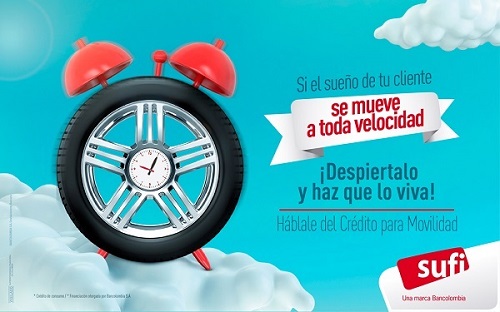 Si el sueño de tu cliente
se mueve
a toda velocidad
¡Despiertalo
y haz que lo viva!
Háblale del Crédito para Movilidad
sufi
Una marca Bancolombia